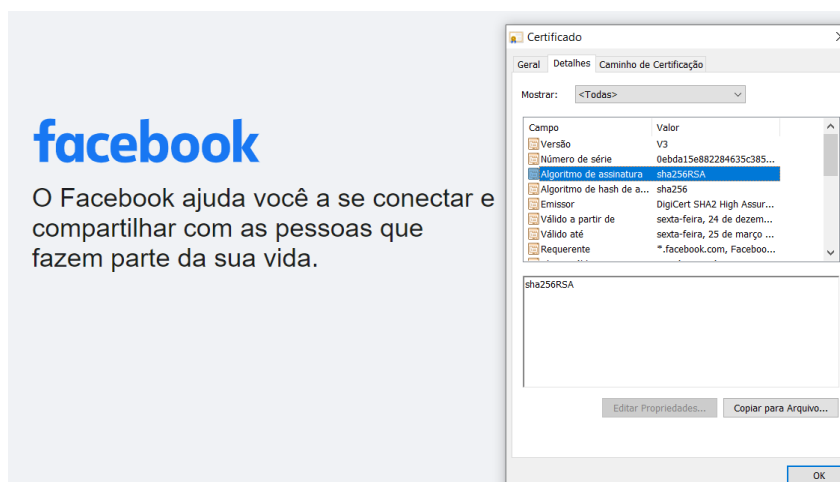 facebook
O Facebook ajuda você a se conectar e
compartilhar com as pessoas que
fazem parte da sua vida.
Certificado
Geral Detalhes Caminho de Certificação
Mostrar: <Todas>
Campo Valor
Versão V3
Número de série 0ebda15e882284635c385...
Algoritmo de assinatura sha256RSA
Algoritmo de hash de a... sha256
Emissor DigiCert SHA2 High Assur...
Válido a partir de sexta-feira, 24 de dezem...
Válido até sexta-feira, 25 de março ...
Requerente *.facebook.com, Faceboo...
sha256RSA
Editar Propriedades... Copiar para Arquivo...
OK